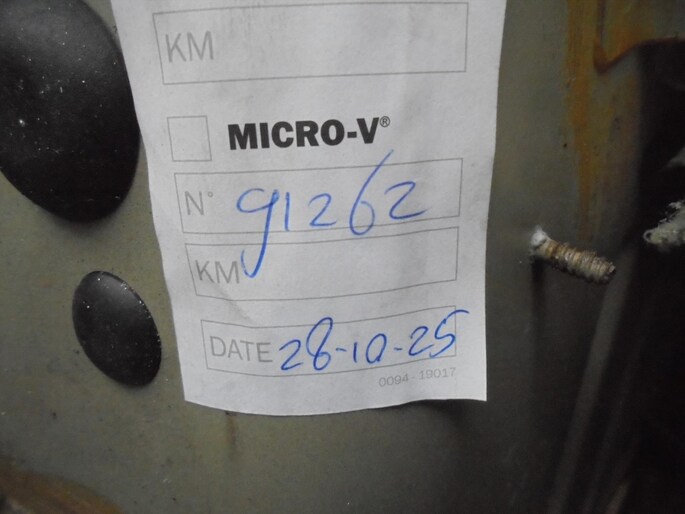 KM
MICRO-V®
N° 91262
KM
DATE 28-10-25
0094-19017